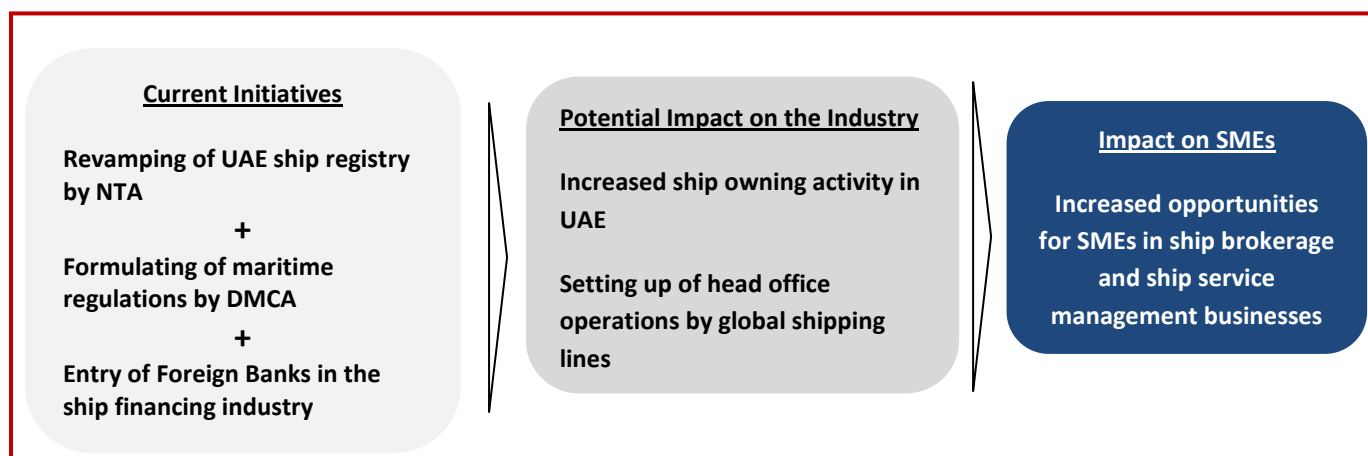 Current Initiatives
Revamping of UAE ship registry
by NTA
+
Formulating of maritime
regulations by DMCA
+
Entry of Foreign Banks in the
ship financing industry
Potential Impact on the Industry
Increased ship owning activity in
UAE
Setting up of head office
operations by global shipping
lines
Impact on SMEs
Increased opportunities
for SMEs in ship brokerage
and ship service
management businesses